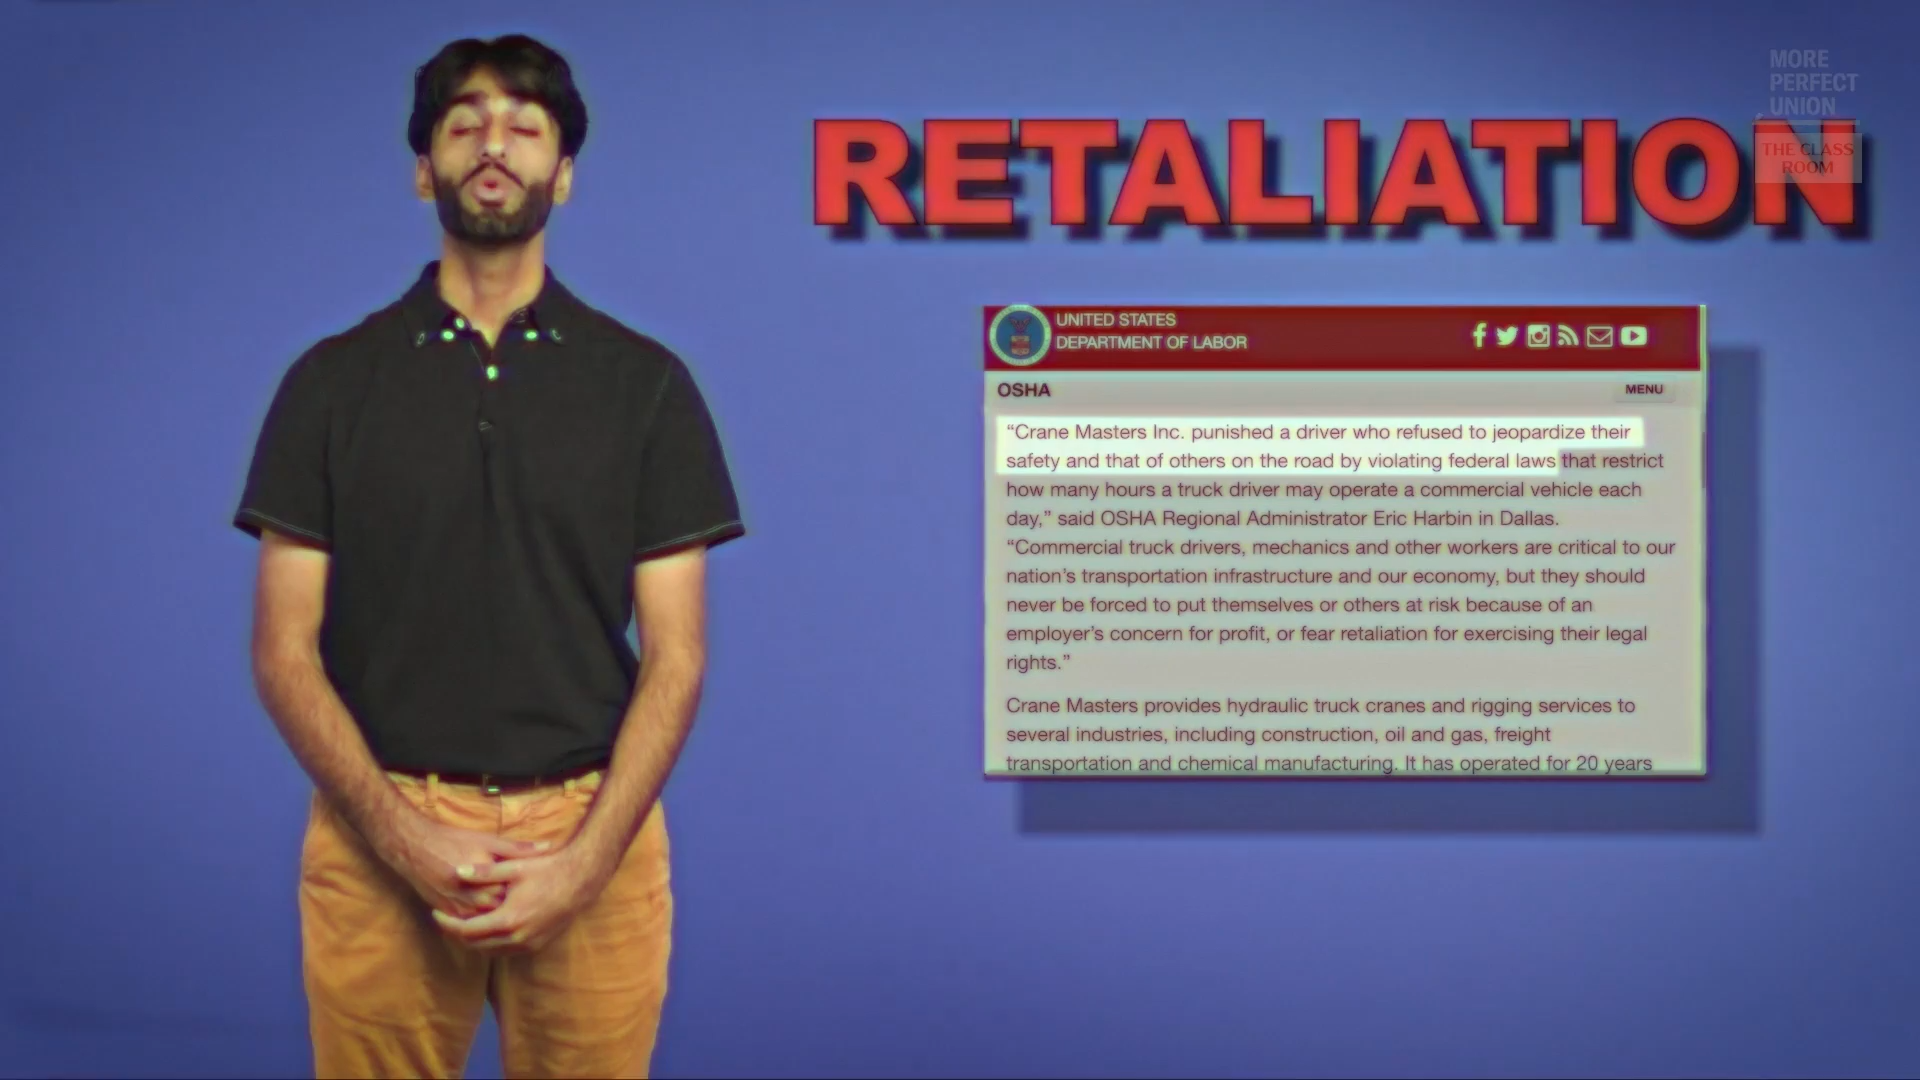 MORE
PERFECT
UNION
THE CLASS
ROOM
RETALIATION
UNITED STATES
DEPARTMENT OF LABOR
OSHA
MENU
“Crane Masters Inc. punished a driver who refused to jeopardize their
safety and that of others on the road by violating federal laws that restrict
how many hours a truck driver may operate a commercial vehicle each
day,” said OSHA Regional Administrator Eric Harbin in Dallas.
“Commercial truck drivers, mechanics and other workers are critical to our
nation’s transportation infrastructure and our economy, but they should
never be forced to put themselves or others at risk because of an
employer’s concern for profit, or fear retaliation for exercising their legal
rights.”
Crane Masters provides hydraulic truck cranes and rigging services to
several industries, including construction, oil and gas, freight
transportation and chemical manufacturing. It has operated for 20 years